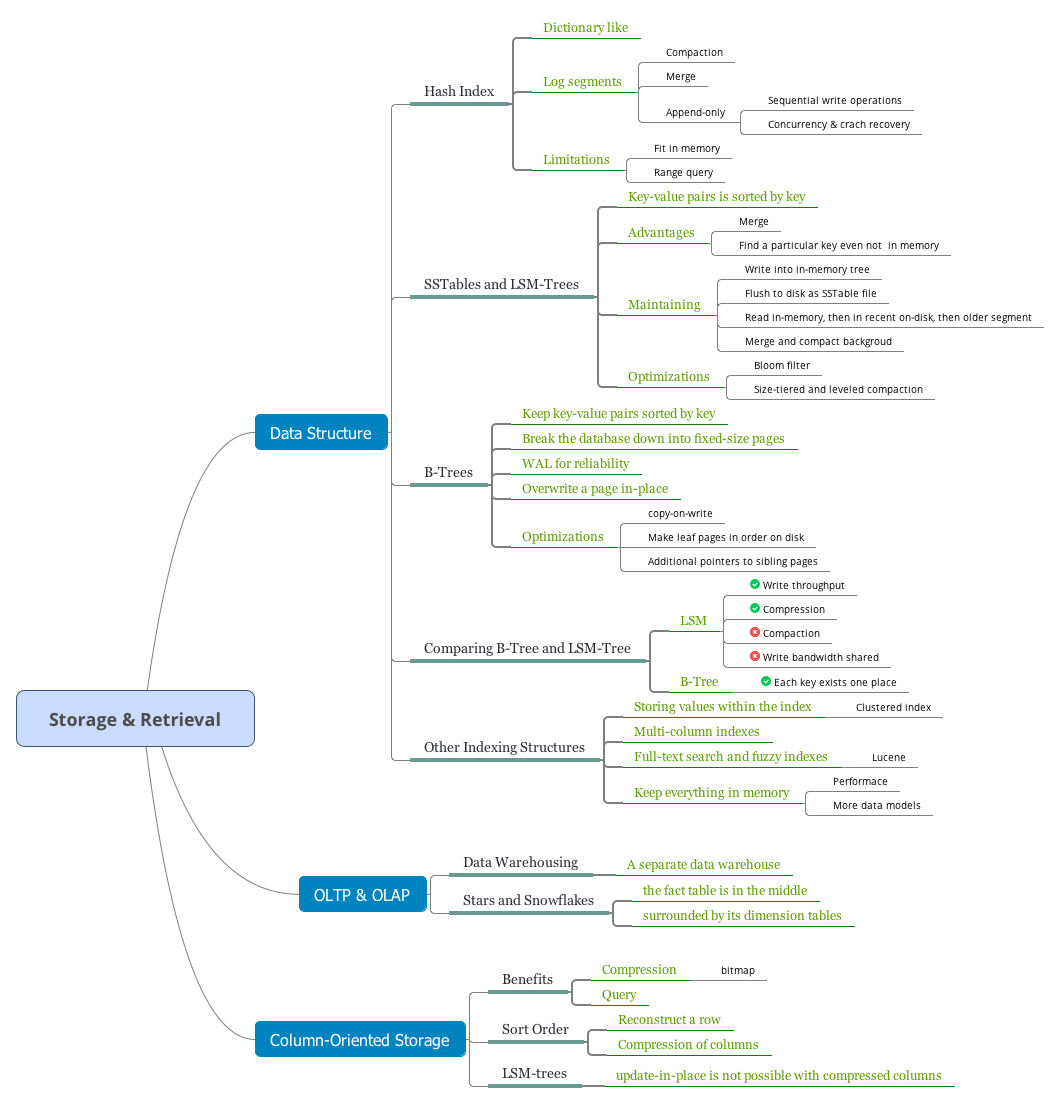 Storage & Retrieval
Data Structure
Hash Index
Dictionary like
Log segments
Compaction
Merge
Append-only
Sequential write operations
Concurrency & crach recovery
Limitations
Fit in memory
Range query
SSTables and LSM-Trees
Key-value pairs is sorted by key
Advantages
Merge
Find a particular key even not  in memory
Maintaining
Write into in-memory tree
Flush to disk as SSTable file
Read in-memory, then in recent on-disk, then older segment
Merge and compact backgroud
Optimizations
Bloom filter
Size-tiered and leveled compaction
B-Trees
Keep key-value pairs sorted by key
Break the database down into fixed-size pages
WAL for reliability
Overwrite a page in-place
Optimizations
copy-on-write
Make leaf pages in order on disk
Additional pointers to sibling pages
Comparing B-Tree and LSM-Tree
LSM
Write throughput
Compression
Compaction
Write bandwidth shared
B-Tree
Each key exists one place
Other Indexing Structures
Storing values within the index
Clustered index
Multi-column indexes
Full-text search and fuzzy indexes
Lucene
Keep everything in memory
Performace
More data models
OLTP & OLAP
Data Warehousing
A separate data warehouse
Stars and Snowflakes
the fact table is in the middle
surrounded by its dimension tables
Column-Oriented Storage
Benefits
Compression
bitmap
Query
Sort Order
Reconstruct a row
Compression of columns
LSM-trees
update-in-place is not possible with compressed columns